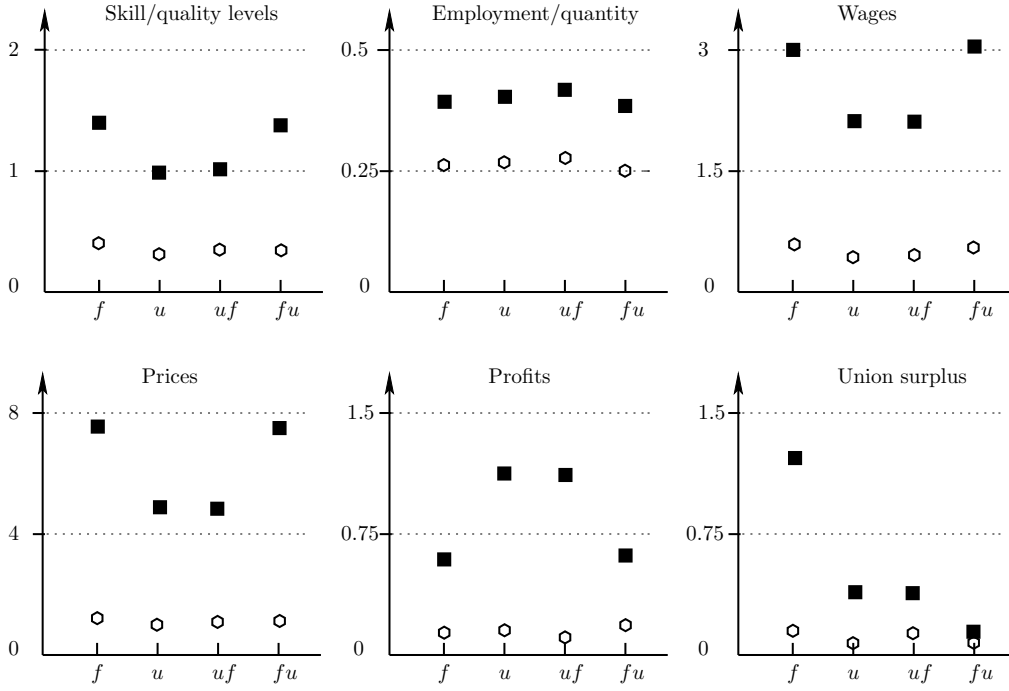 Skill/quality levels
2
1
0
f u uf fu
Employment/quantity
0.5
0.25
0
f u uf fu
Wages
3
1.5
0
f u uf fu
Prices
8
4
0
f u uf fu
Profits
1.5
0.75
0
f u uf fu
Union surplus
1.5
0.75
0
f u uf fu